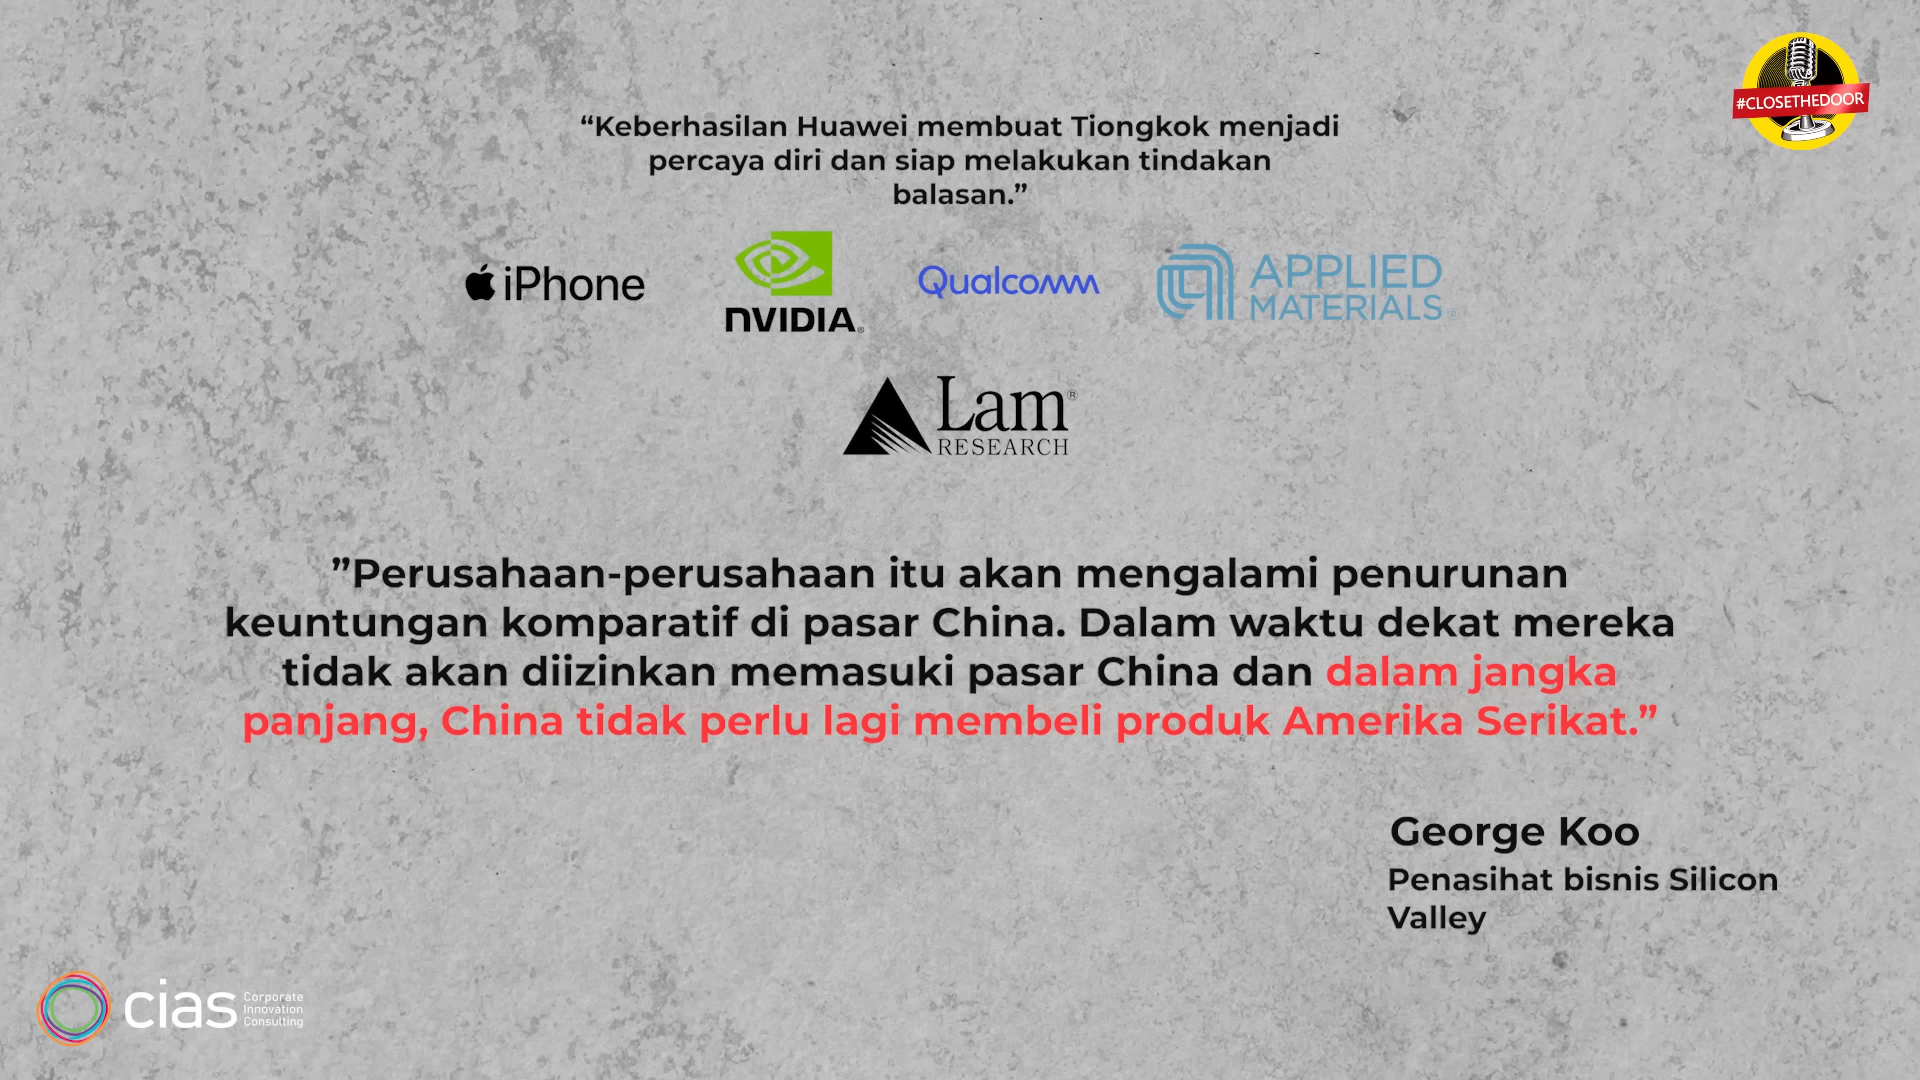 #CLOSETHEDOOR
“Keberhasilan Huawei membuat Tiongkok menjadi
percaya diri dan siap melakukan tindakan
balasan.”
iPhone
NVIDIA®
Qualcomm
APPLIED
MATERIALS®
Lam®
RESEARCH
”Perusahaan-perusahaan itu akan mengalami penurunan
keuntungan komparatif di pasar China. Dalam waktu dekat mereka
tidak akan diizinkan memasuki pasar China dan dalam jangka
panjang, China tidak perlu lagi membeli produk Amerika Serikat.”
George Koo
Penasihat bisnis Silicon
Valley
cias
Corporate
Innovation
Consulting